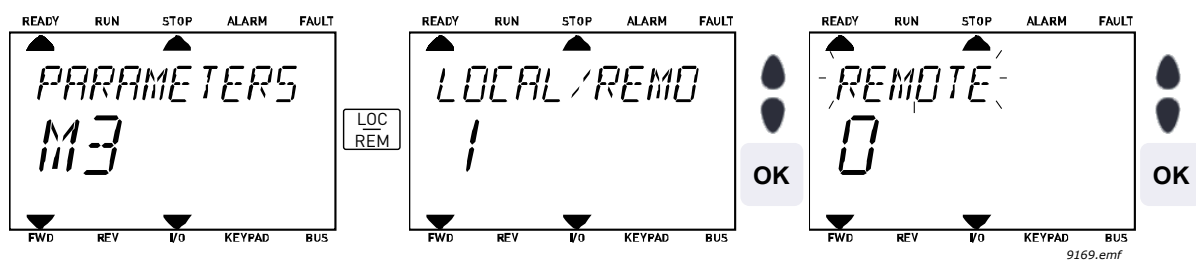 READY RUN STOP ALARM FAULT
PARAMETERS
M3
FWD REV I/O KEYPAD BUS
LOC
REM
READY RUN STOP ALARM FAULT
LOCAL/REMO
1
FWD REV I/O KEYPAD BUS
OK
READY RUN STOP ALARM FAULT
REMOTE
0
FWD REV I/O KEYPAD BUS
OK
9169.emf